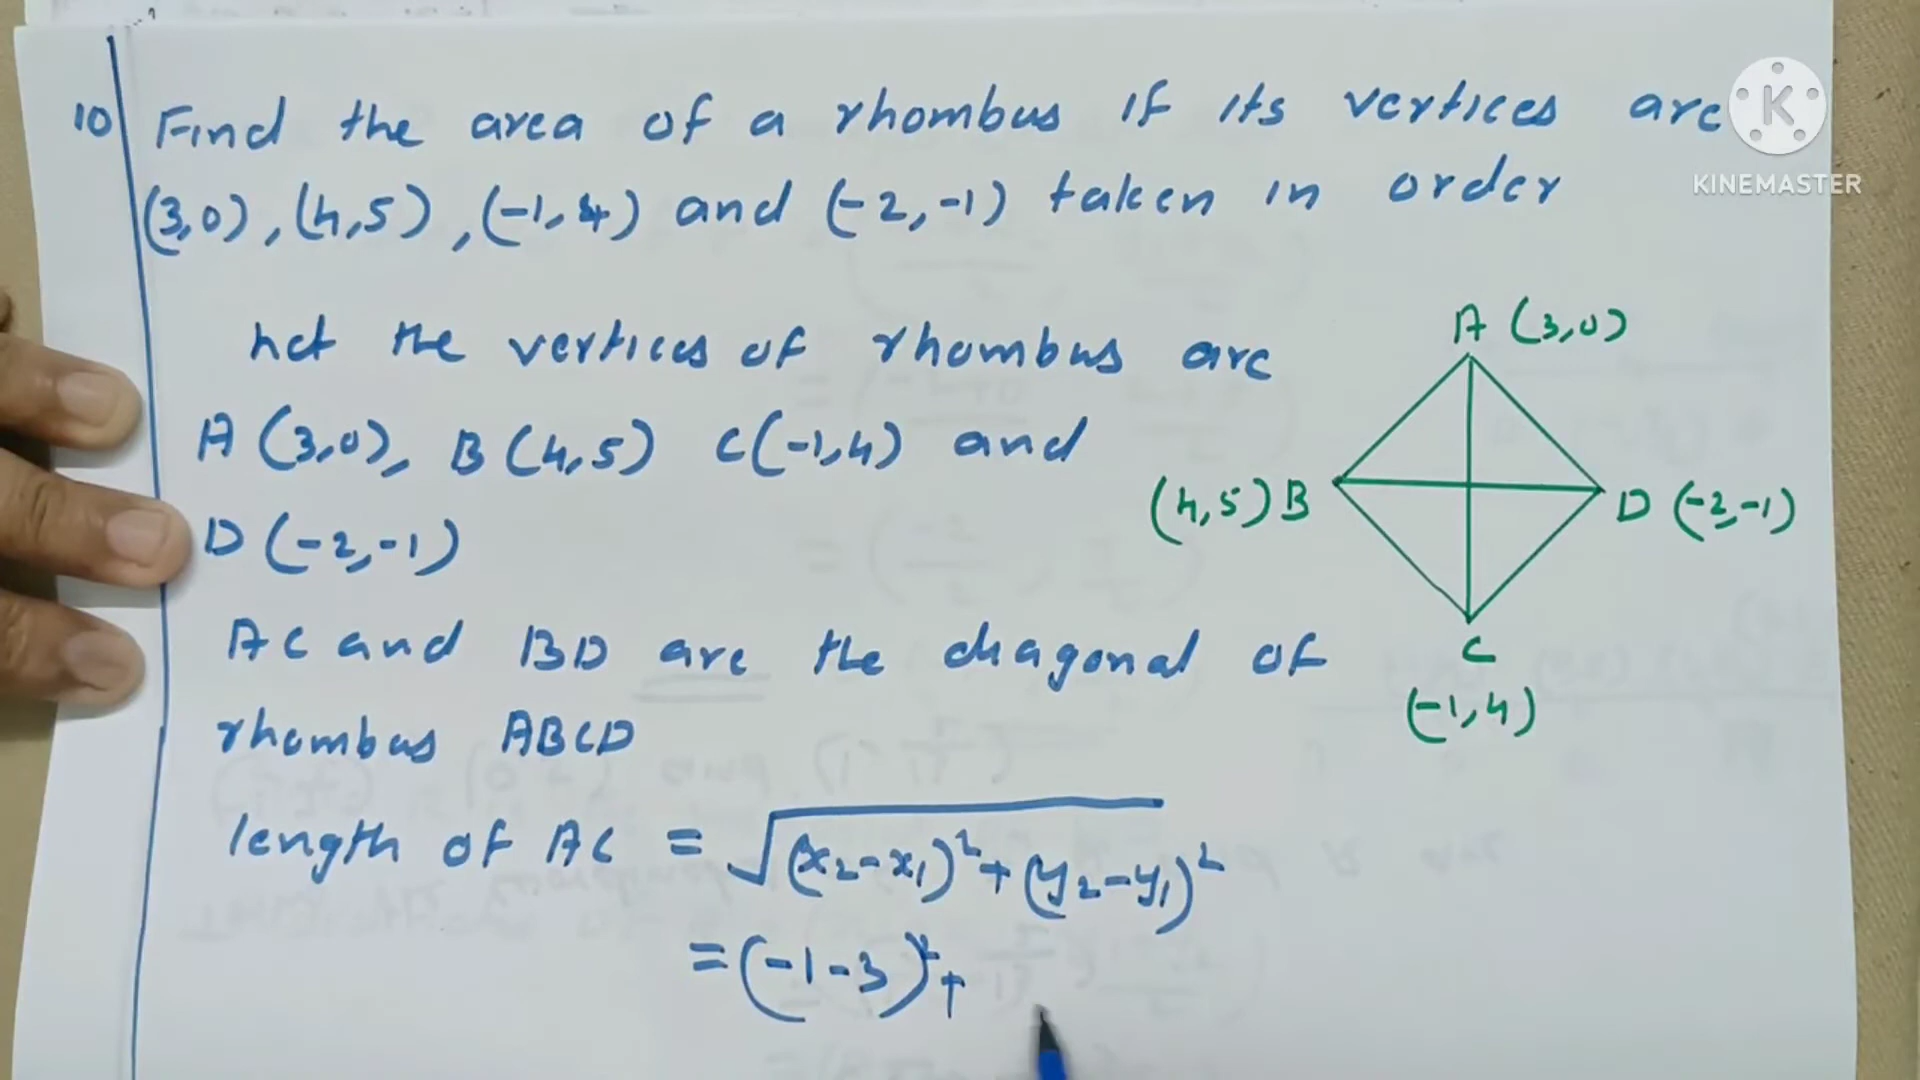 10 Find the area of a rhombus if its vertices are
(3,0), (4,5), (-1,4) and (-2,-1) taken in order
KINEMASTER
Let the vertices of rhombus are
A (3,0), B (4,5) C(-1,4) and
D (-2,-1)
A (3,0)
(4,5) B
D (-2,-1)
C
(-1,4)
AC and BD are the diagonal of
rhombus ABCD
length of AC = √(x₂-x₁)²+(y₂-y₁)²
= (-1-3)²+